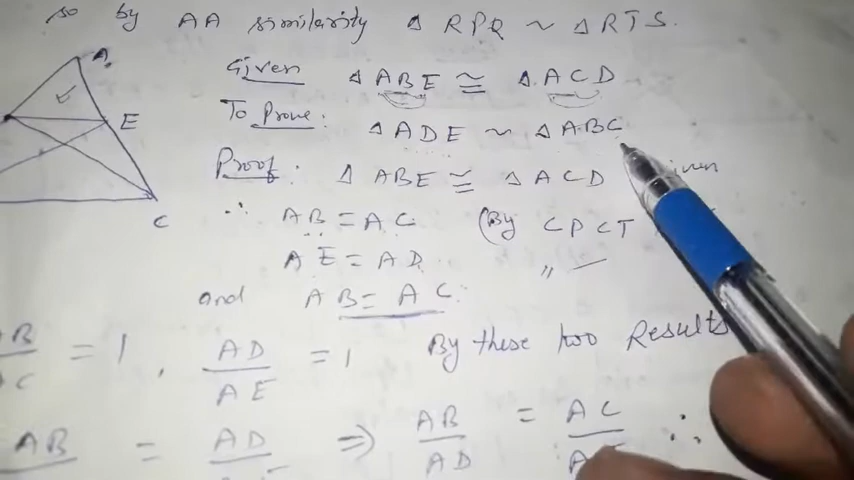 so by AA similarity Δ RPQ ~ Δ RTS.
A
Given Δ ABE ≅ Δ ACD
E
To Prove: Δ ADE ~ Δ ABC
Proof: Δ ABE ≅ Δ ACD
C
∴ AB = AC (By CPCT
AE = AD " —
and AB = AC.
= 1, AD/AE = 1 By these two Results
AB = AD ⇒ AB/AD = AC ∴